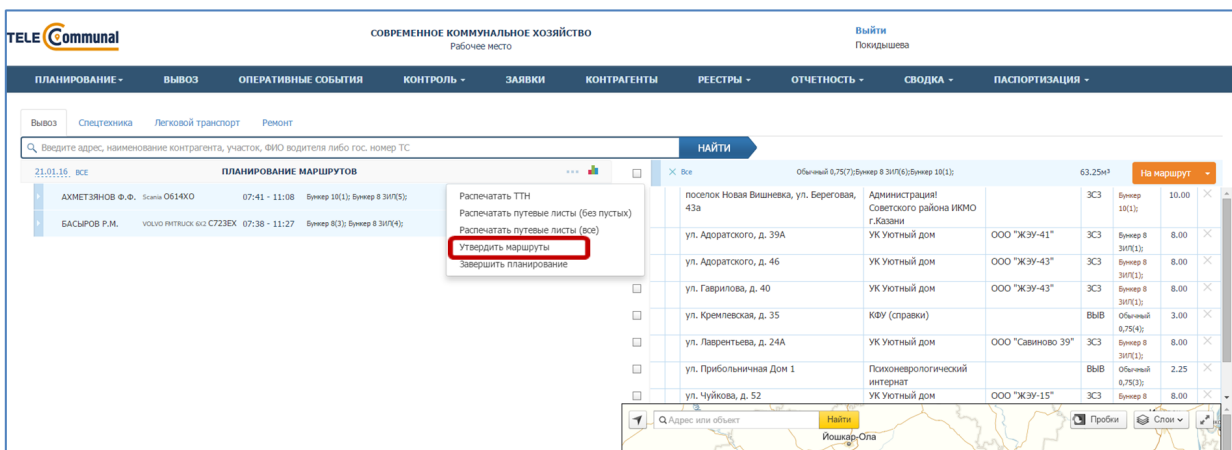 TELE Communal
СОВРЕМЕННОЕ КОММУНАЛЬНОЕ ХОЗЯЙСТВО
Рабочее место
Выйти
Покидышева
ПЛАНИРОВАНИЕ ВЫВОЗ ОПЕРАТИВНЫЕ СОБЫТИЯ КОНТРОЛЬ ЗАЯВКИ КОНТРАГЕНТЫ РЕЕСТРЫ ОТЧЕТНОСТЬ СВОДКА ПАСПОРТИЗАЦИЯ
Вывоз Спецтехника Легковой транспорт Ремонт
Введите адрес, наименование контрагента, участок, ФИО водителя либо гос. номер ТС НАЙТИ
21.01.16 ВСЕ ПЛАНИРОВАНИЕ МАРШРУТОВ
АХМЕТЗЯНОВ Ф.Ф. Scania О614ХО 07:41 - 11:08 Бункер 10(1); Бункер 8 ЗИЛ(5);
БАСЫРОВ Р.М. VOLVO FMTRUCK 6X2 С723ЕХ 07:38 - 11:27 Бункер 8(3); Бункер 8 ЗИЛ(4);
Распечатать ТТН
Распечатать путевые листы (без пустых)
Распечатать путевые листы (все)
Утвердить маршруты
Завершить планирование
Все Обычный 0,75(7);Бункер 8 ЗИЛ(6);Бункер 10(1); 63.25м³ На маршрут
поселок Новая Вишневка, ул. Береговая, Администрация! ЗСЗ Бункер 10.00
43а Советского района ИКМО 10(1);
г.Казани
ул. Адоратского, д. 39А УК Уютный дом ООО "ЖЭУ-41" ЗСЗ Бункер 8 8.00
ЗИЛ(1);
ул. Адоратского, д. 46 УК Уютный дом ООО "ЖЭУ-43" ЗСЗ Бункер 8 8.00
ЗИЛ(1);
ул. Гаврилова, д. 40 УК Уютный дом ООО "ЖЭУ-43" ЗСЗ Бункер 8 8.00
ЗИЛ(1);
ул. Кремлевская, д. 35 КФУ (справки) ВЫВ Обычный 3.00
0,75(4);
ул. Лаврентьева, д. 24А УК Уютный дом ООО "Савиново 39" ЗСЗ Бункер 8 8.00
ЗИЛ(1);
ул. Прибольничная Дом 1 Психоневрологический ВЫВ Обычный 2.25
интернат 0,75(3);
ул. Чуйкова, д. 52 УК Уютный дом ООО "ЖЭУ-15" ЗСЗ Бункер 8 8.00
Адрес или объект Найти Пробки Слои
Йошкар-Ола